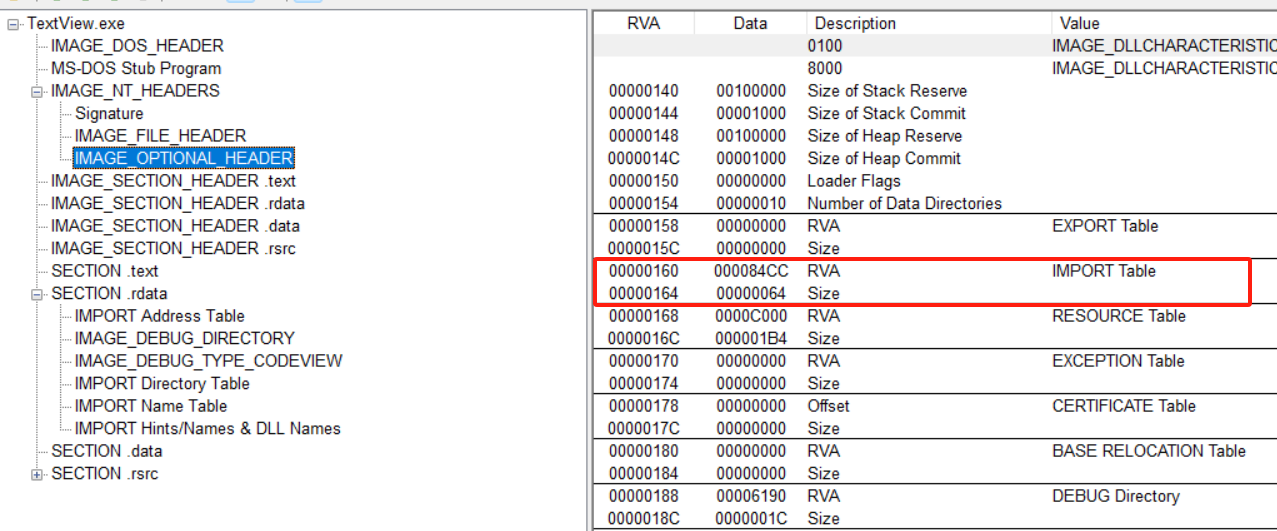 TextView.exe
IMAGE_DOS_HEADER
MS-DOS Stub Program
IMAGE_NT_HEADERS
Signature
IMAGE_FILE_HEADER
IMAGE_OPTIONAL_HEADER
IMAGE_SECTION_HEADER .text
IMAGE_SECTION_HEADER .rdata
IMAGE_SECTION_HEADER .data
IMAGE_SECTION_HEADER .rsrc
SECTION .text
SECTION .rdata
IMPORT Address Table
IMAGE_DEBUG_DIRECTORY
IMAGE_DEBUG_TYPE_CODEVIEW
IMPORT Directory Table
IMPORT Name Table
IMPORT Hints/Names & DLL Names
SECTION .data
SECTION .rsrc
RVA Data Description Value
0100 IMAGE_DLLCHARACTERISTIC
8000 IMAGE_DLLCHARACTERISTIC
00000140 00100000 Size of Stack Reserve
00000144 00001000 Size of Stack Commit
00000148 00100000 Size of Heap Reserve
0000014C 00001000 Size of Heap Commit
00000150 00000000 Loader Flags
00000154 00000010 Number of Data Directories
00000158 00000000 RVA EXPORT Table
0000015C 00000000 Size
00000160 000084CC RVA IMPORT Table
00000164 00000064 Size
00000168 0000C000 RVA RESOURCE Table
0000016C 000001B4 Size
00000170 00000000 RVA EXCEPTION Table
00000174 00000000 Size
00000178 00000000 Offset CERTIFICATE Table
0000017C 00000000 Size
00000180 00000000 RVA BASE RELOCATION Table
00000184 00000000 Size
00000188 00006190 RVA DEBUG Directory
0000018C 0000001C Size